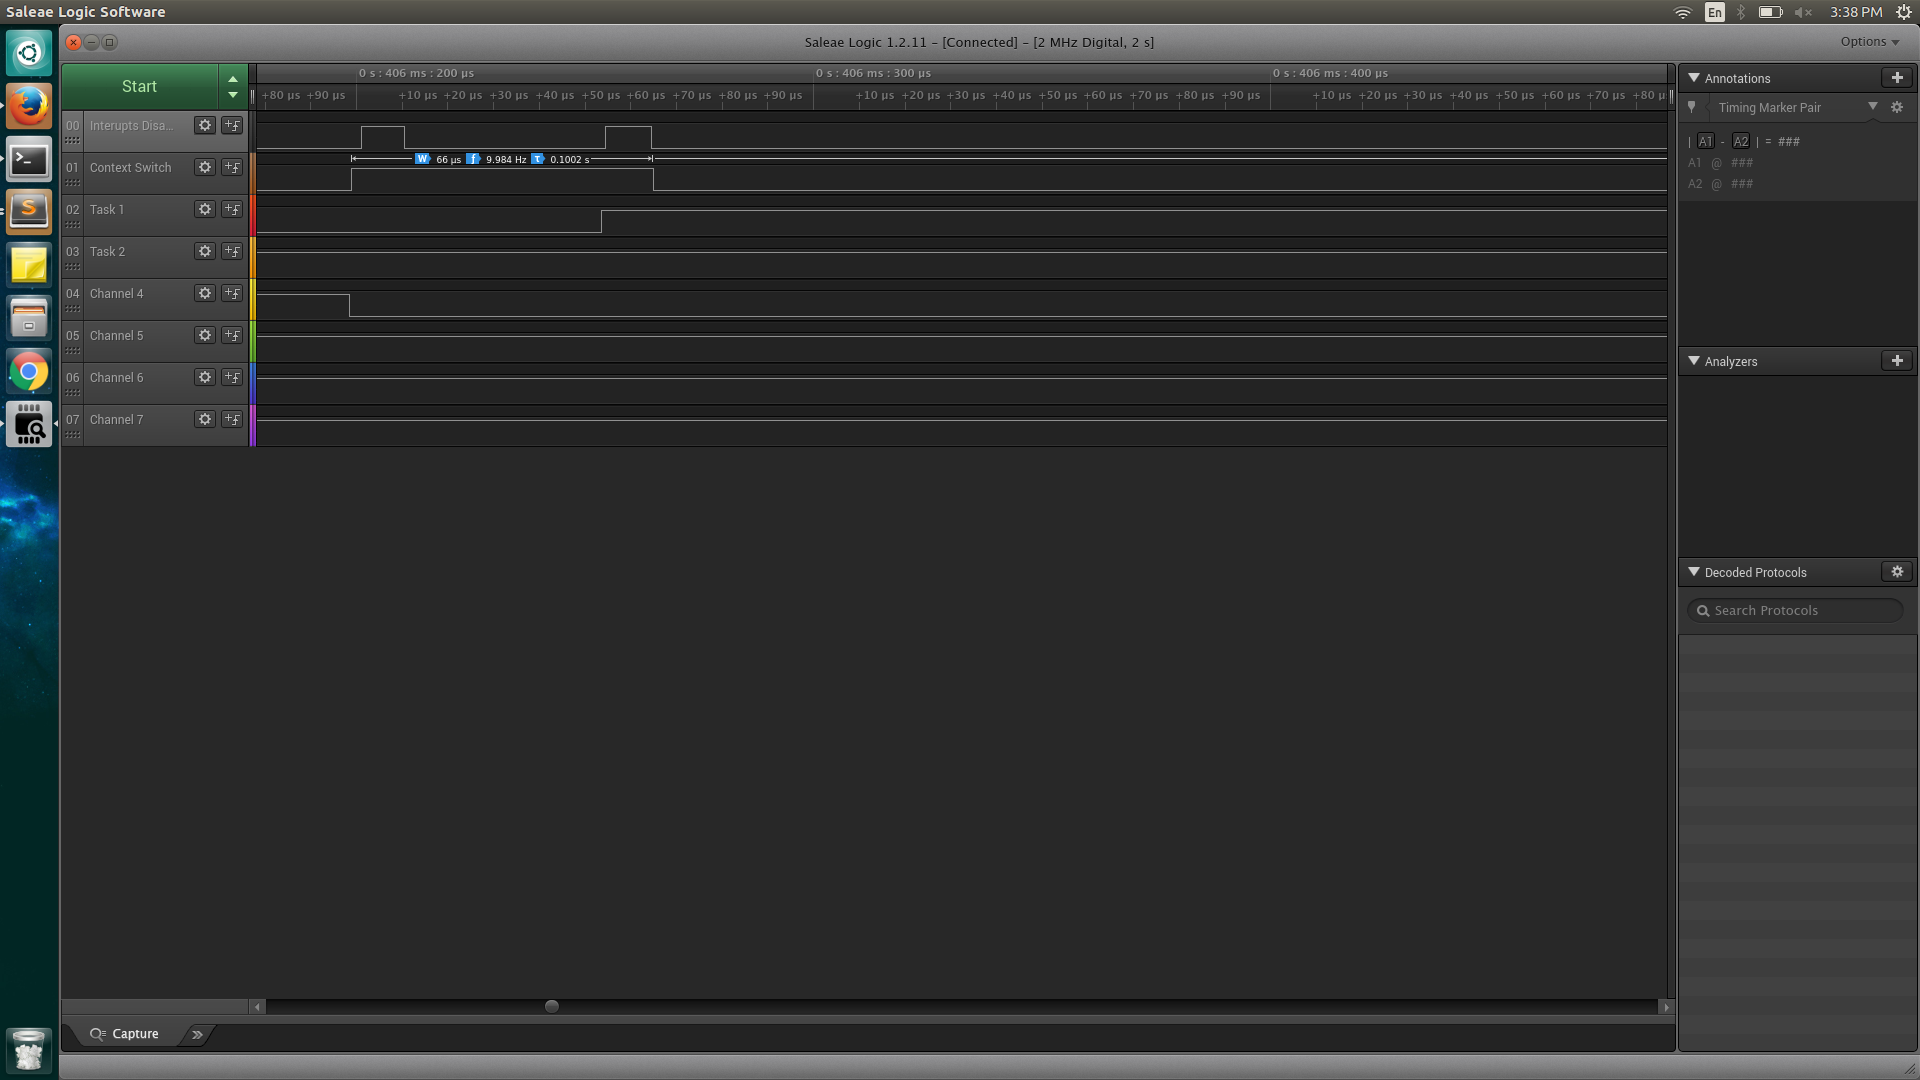 Saleae Logic Software
En
3:38 PM
Saleae Logic 1.2.11 – [Connected] – [2 MHz Digital, 2 s]
Options
Start
0 s : 406 ms : 200 µs
0 s : 406 ms : 300 µs
0 s : 406 ms : 400 µs
+80 µs +90 µs +10 µs +20 µs +30 µs +40 µs +50 µs +60 µs +70 µs +80 µs +90 µs +10 µs +20 µs +30 µs +40 µs +50 µs +60 µs +70 µs +80 µs +90 µs +10 µs +20 µs +30 µs +40 µs +50 µs +60 µs +70 µs +80 µ
00 Interupts Disa...
W 66 µs f 9.984 Hz T 0.1002 s
01 Context Switch
02 Task 1
03 Task 2
04 Channel 4
05 Channel 5
06 Channel 6
07 Channel 7
Annotations
Timing Marker Pair
| A1 - A2 | = ###
A1 @ ###
A2 @ ###
Analyzers
Decoded Protocols
Search Protocols
Capture